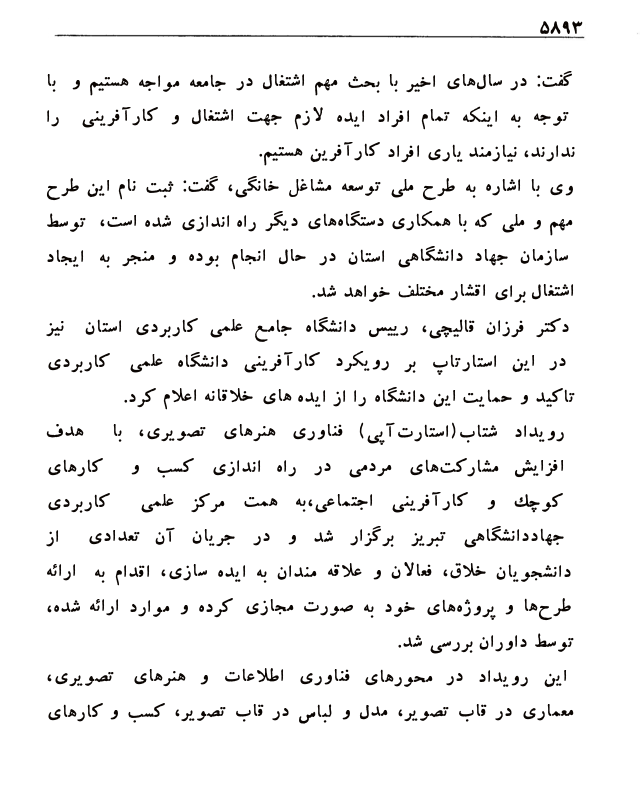 ۵۸۹۳
گفت: در سال‌های اخیر با بحث مهم اشتغال در جامعه مواجه هستیم و با
توجه به اینکه تمام افراد ایده لازم جهت اشتغال و کارآفرینی را
ندارند، نیازمند یاری افراد کارآفرین هستیم.
وی با اشاره به طرح ملی توسعه مشاغل خانگی، گفت: ثبت نام این طرح
مهم و ملی که با همکاری دستگاه‌های دیگر راه اندازی شده است، توسط
سازمان جهاد دانشگاهی استان در حال انجام بوده و منجر به ایجاد
اشتغال برای اقشار مختلف خواهد شد.
دکتر فرزان قالیچی، رییس دانشگاه جامع علمی کاربردی استان نیز
در این استارتاپ بر رویکرد کارآفرینی دانشگاه علمی کاربردی
تاکید و حمایت این دانشگاه را از ایده های خلاقانه اعلام کرد.
رویداد شتاب(استارت‌آپی) فناوری هنرهای تصویری، با هدف
افزایش مشارکت‌های مردمی در راه اندازی کسب و کارهای
کوچك و کارآفرینی اجتماعی،به همت مرکز علمی کاربردی
جهاددانشگاهی تبریز برگزار شد و در جریان آن تعدادی از
دانشجویان خلاق، فعالان و علاقه مندان به ایده سازی، اقدام به ارائه
طرح‌ها و پروژه‌های خود به صورت مجازی کرده و موارد ارائه شده،
توسط داوران بررسی شد.
این رویداد در محورهای فناوری اطلاعات و هنرهای تصویری،
معماری در قاب تصویر، مدل و لباس در قاب تصویر، کسب و کارهای